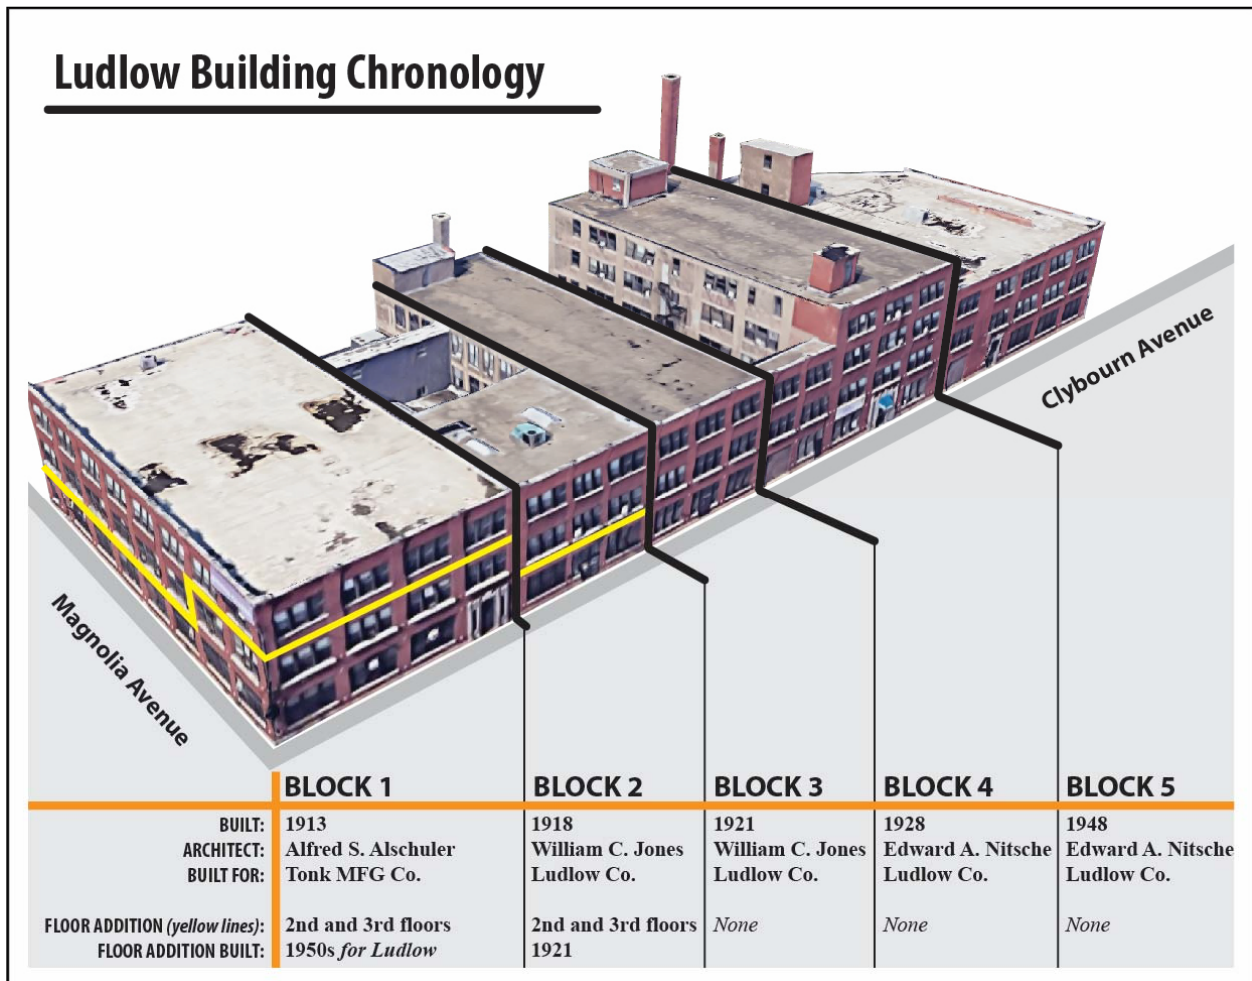 Ludlow Building Chronology
Clybourn Avenue
Magnolia Avenue
BLOCK 1 BLOCK 2 BLOCK 3 BLOCK 4 BLOCK 5
BUILT: 1913 1918 1921 1928 1948
ARCHITECT: Alfred S. Alschuler William C. Jones William C. Jones Edward A. Nitsche Edward A. Nitsche
BUILT FOR: Tonk MFG Co. Ludlow Co. Ludlow Co. Ludlow Co. Ludlow Co.
FLOOR ADDITION (yellow lines): 2nd and 3rd floors 2nd and 3rd floors None None None
FLOOR ADDITION BUILT: 1950s for Ludlow 1921